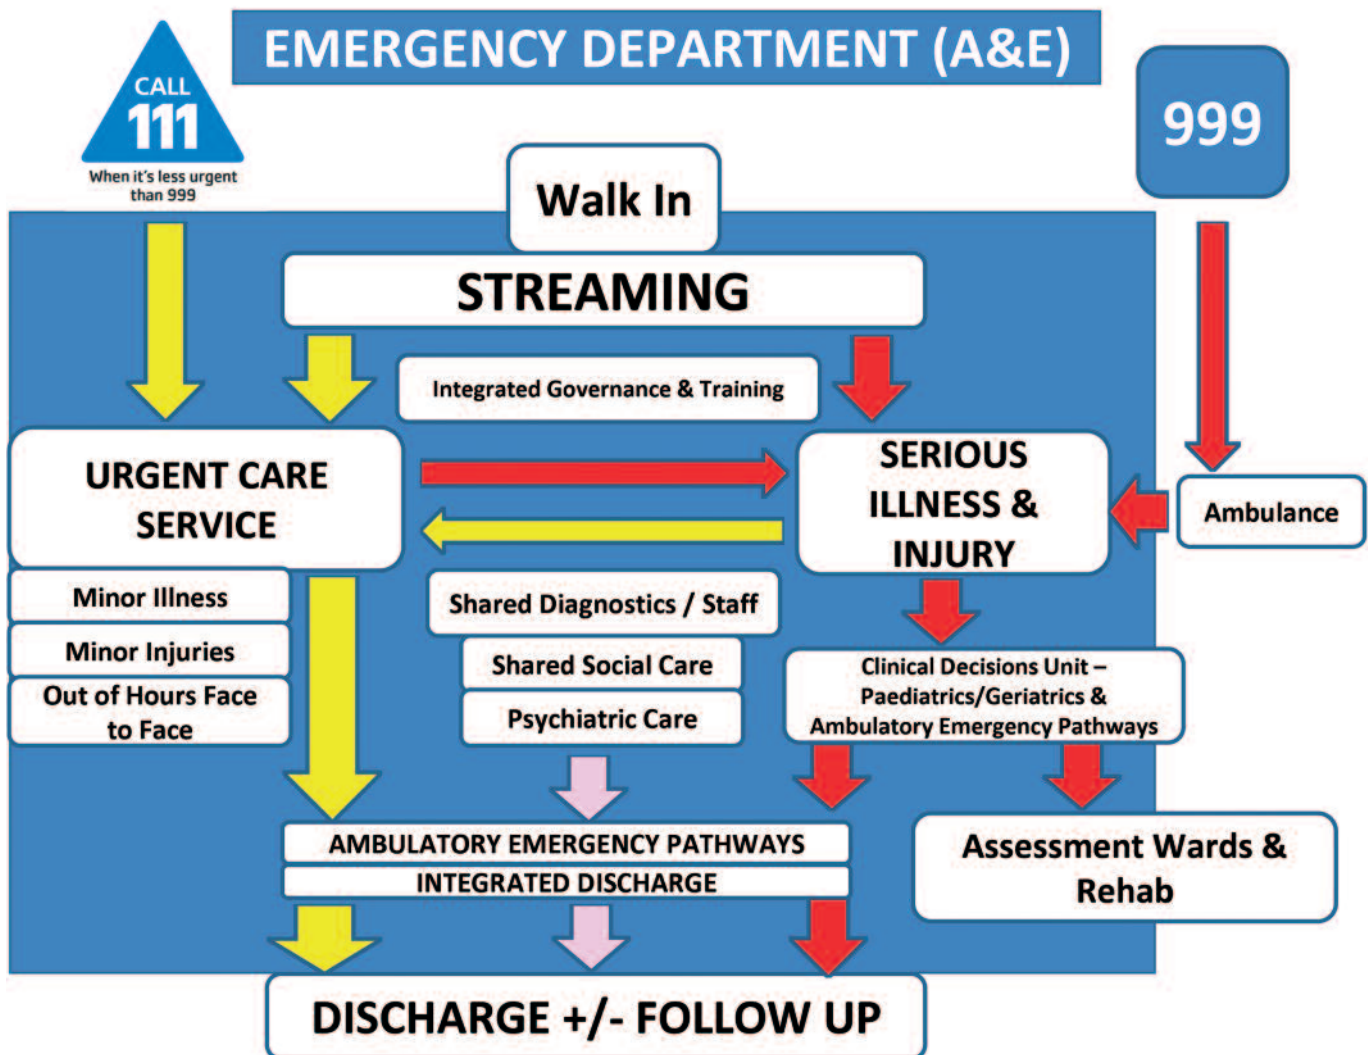 EMERGENCY DEPARTMENT (A&E)
CALL
111
When it's less urgent
than 999
999
Walk In
STREAMING
Integrated Governance & Training
URGENT CARE
SERVICE
SERIOUS
ILLNESS &
INJURY
Ambulance
Minor Illness
Minor Injuries
Out of Hours Face
to Face
Shared Diagnostics / Staff
Shared Social Care
Psychiatric Care
Clinical Decisions Unit –
Paediatrics/Geriatrics &
Ambulatory Emergency Pathways
AMBULATORY EMERGENCY PATHWAYS
INTEGRATED DISCHARGE
Assessment Wards &
Rehab
DISCHARGE +/- FOLLOW UP